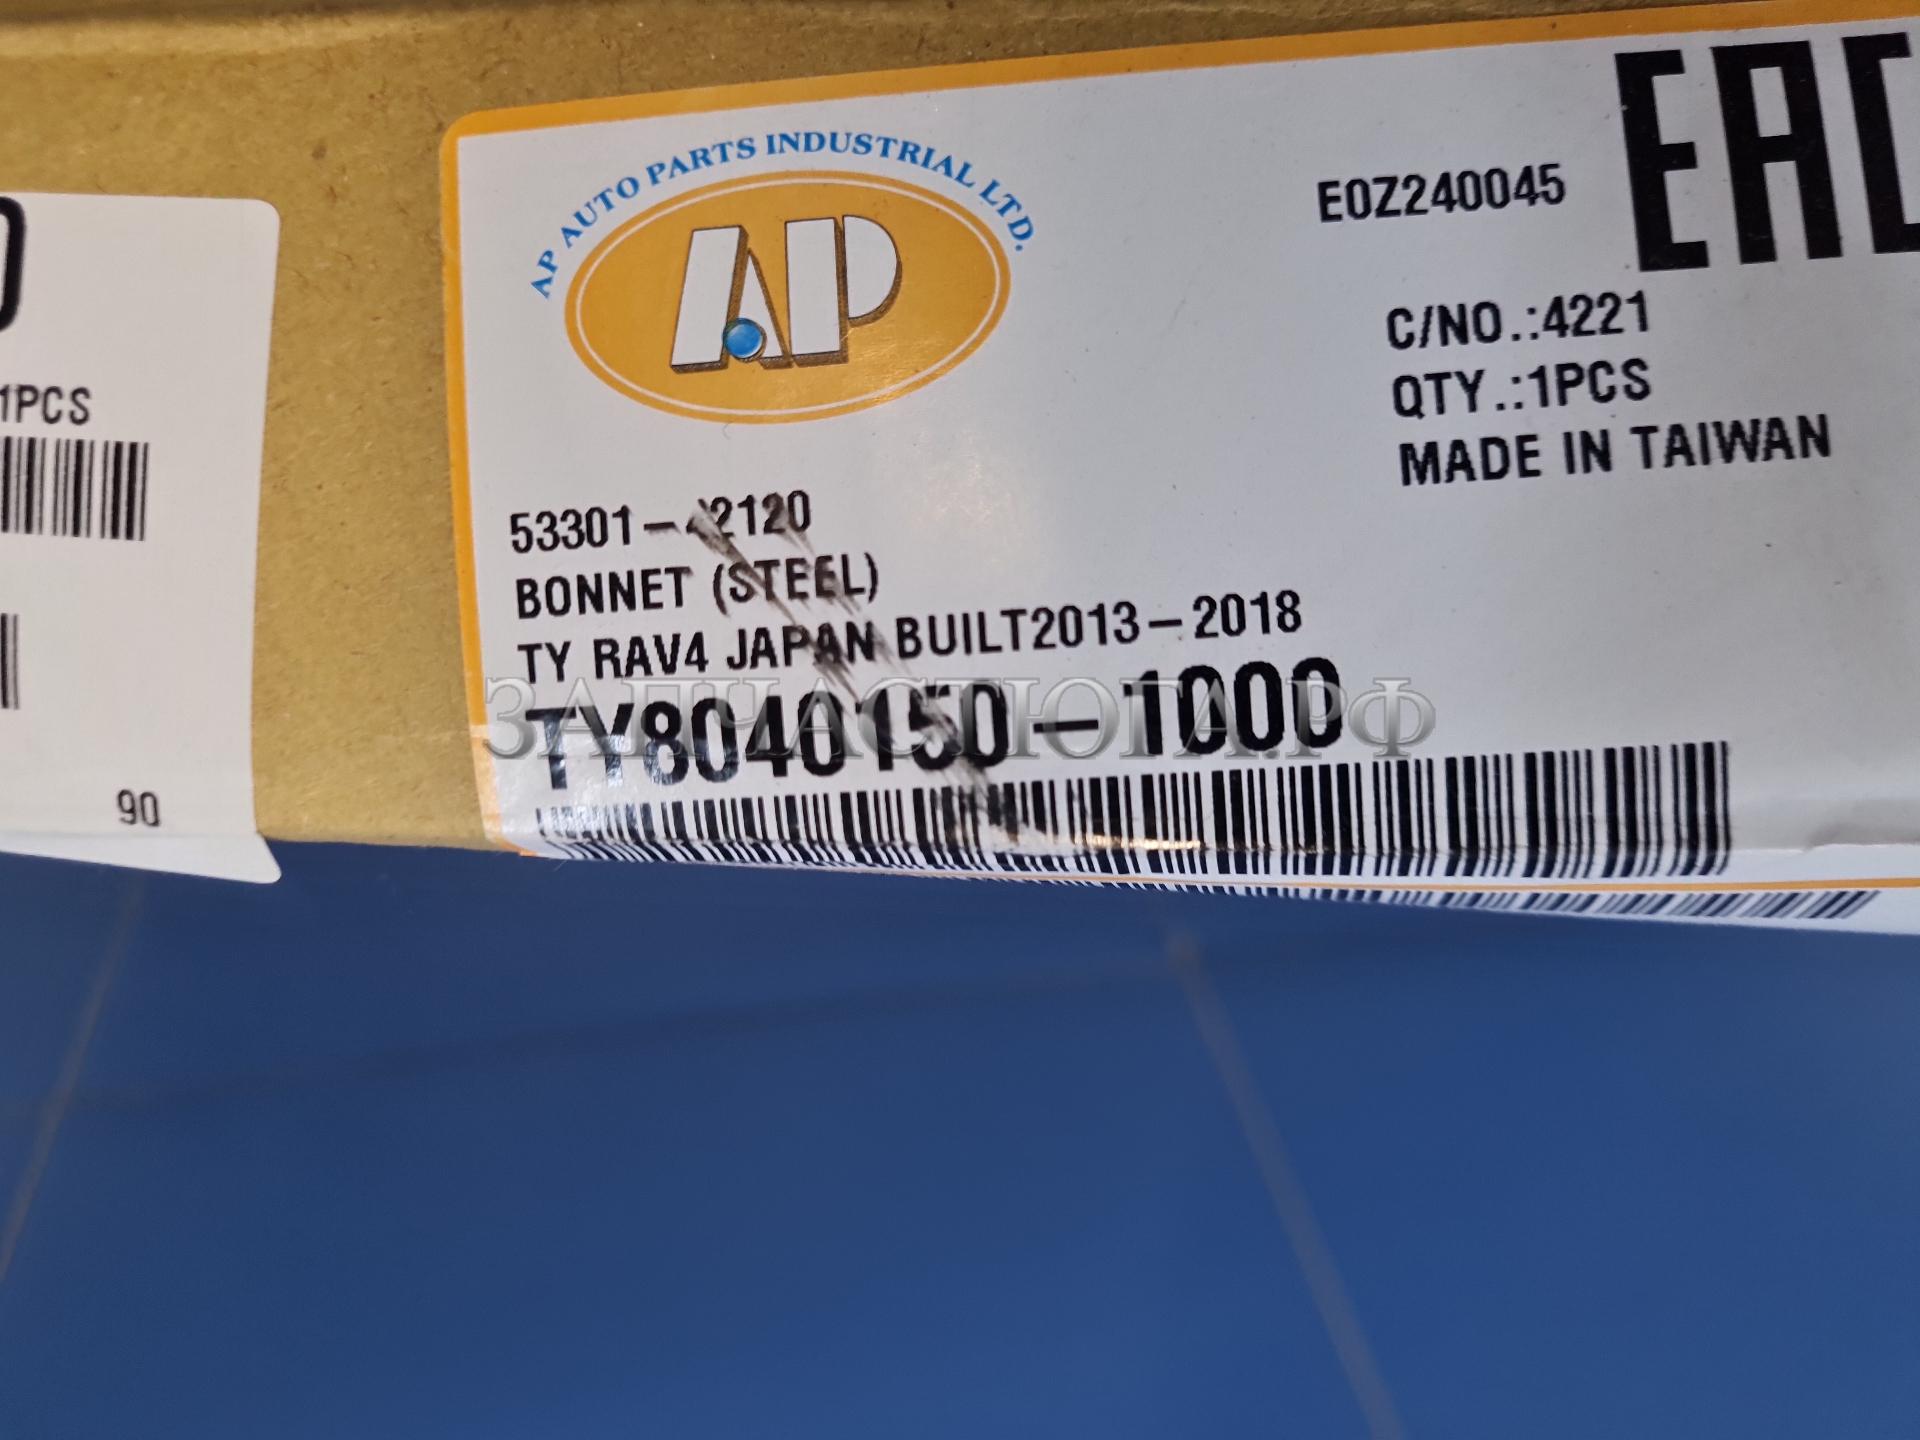 AP AUTO PARTS INDUSTRIAL LTD.
AP
E0Z240045
EAC
C/NO.:4221
QTY.:1PCS
MADE IN TAIWAN
53301-42120
BONNET (STEEL)
TY RAV4 JAPAN BUILT2013-2018
TY8040150-1000
ЗАПЧАСТЮГА.РФ
1PCS
90